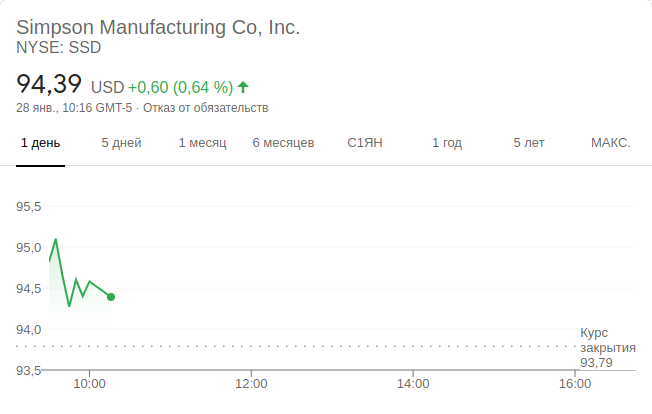 Simpson Manufacturing Co, Inc.
NYSE: SSD
94,39 USD +0,60 (0,64 %)
28 янв., 10:16 GMT-5 · Отказ от обязательств
1 день 5 дней 1 месяц 6 месяцев С1ЯН 1 год 5 лет МАКС.
95,5
95,0
94,5
94,0
Курс
закрытия
93,79
93,5
10:00 12:00 14:00 16:00